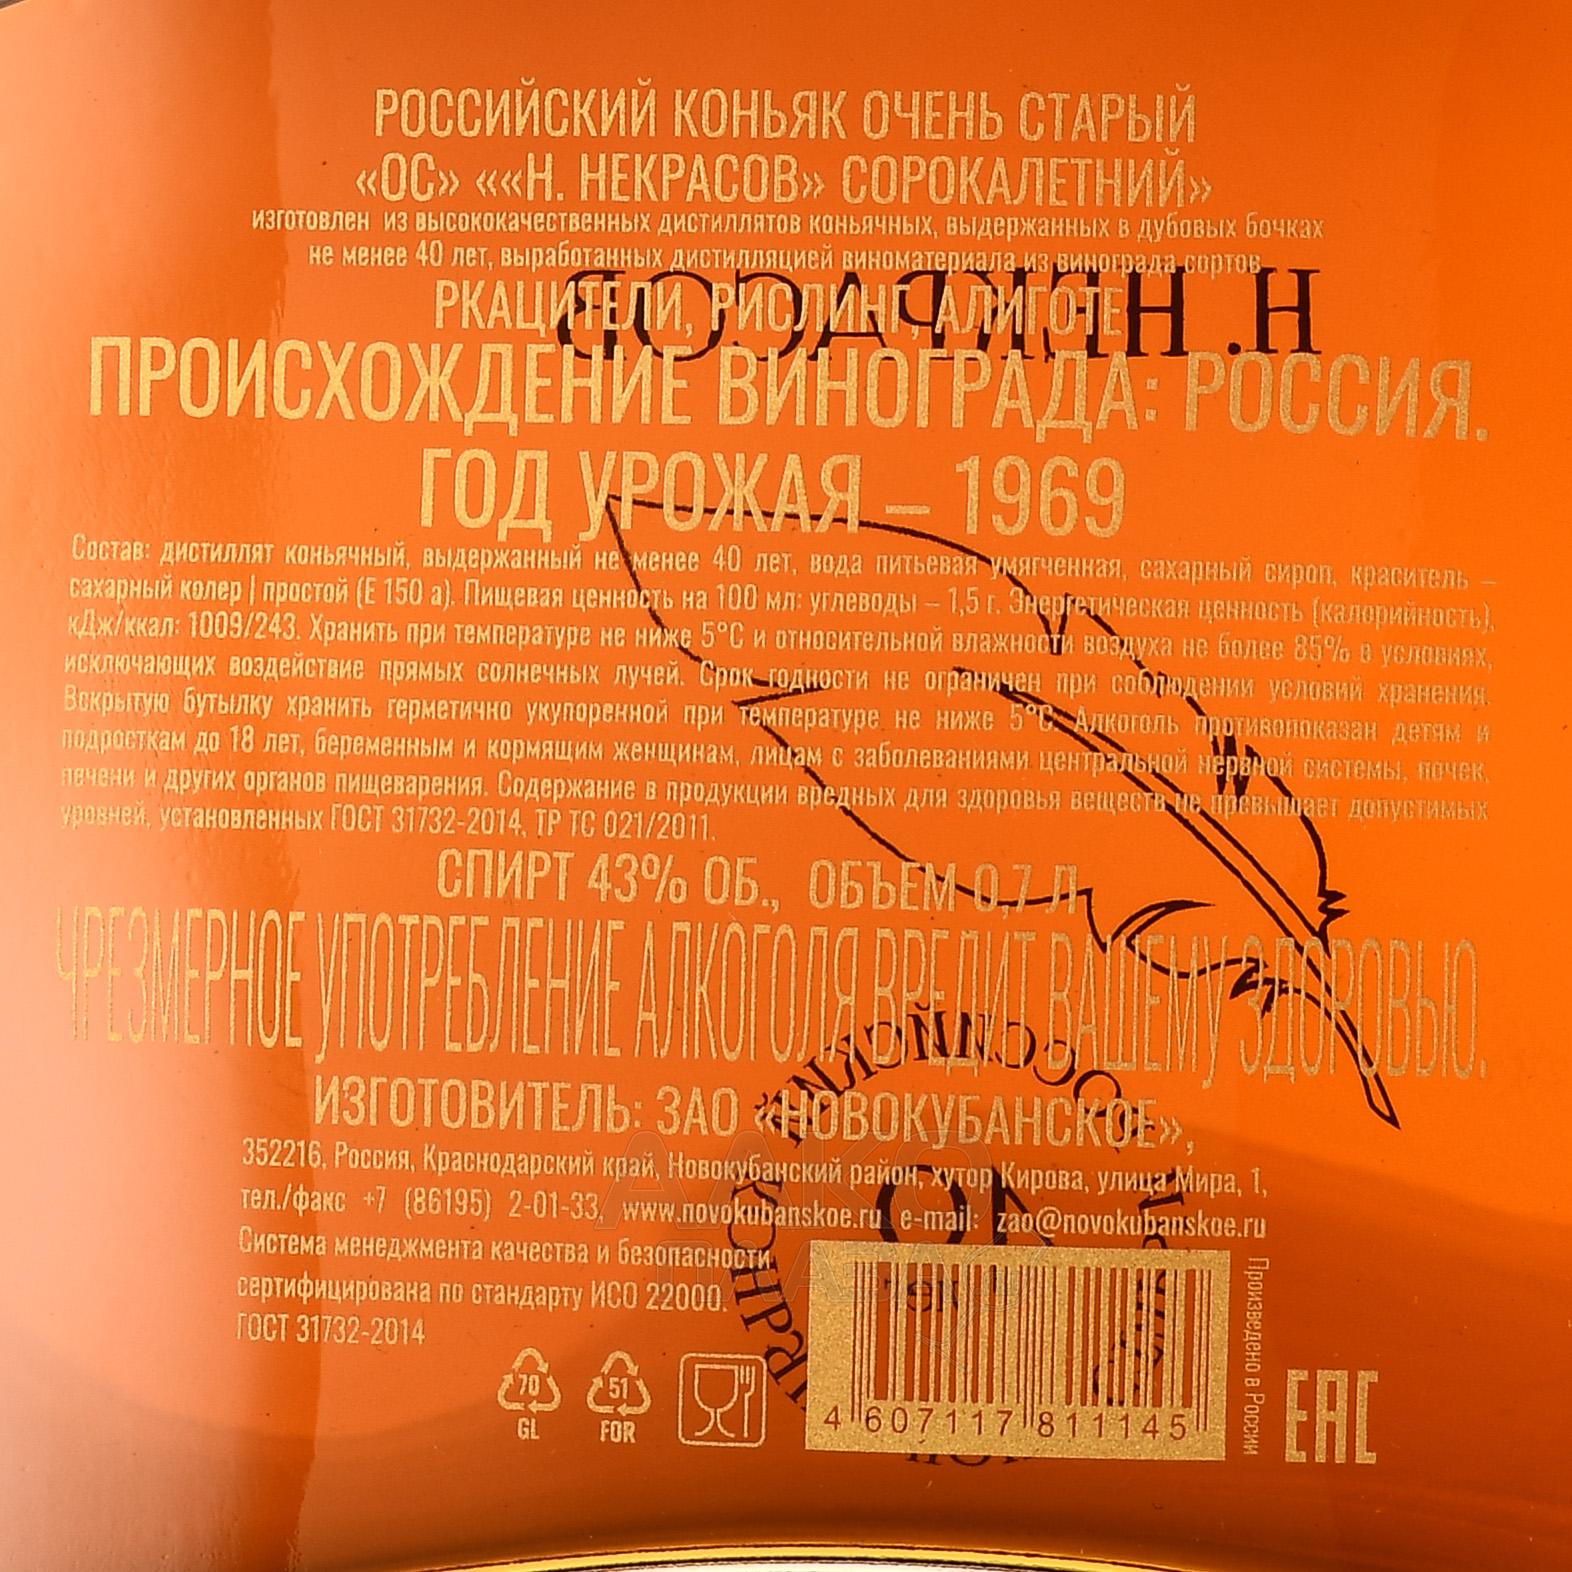 РОССИЙСКИЙ КОНЬЯК ОЧЕНЬ СТАРЫЙ
«ОС» ««Н. НЕКРАСОВ» СОРОКАЛЕТНИЙ»
изготовлен из высококачественных дистиллятов коньячных, выдержанных в дубовых бочках
не менее 40 лет, выработанных дистилляцией виноматериала из винограда сортов
РКАЦИТЕЛИ, РИСЛИНГ, АЛИГОТЕ
Н. НЕКРАСОВ
ПРОИСХОЖДЕНИЕ ВИНОГРАДА: РОССИЯ.
ГОД УРОЖАЯ – 1969
Состав: дистиллят коньячный, выдержанный не менее 40 лет, вода питьевая умягченная, сахарный сироп, краситель –
сахарный колер | простой (Е 150 а). Пищевая ценность на 100 мл: углеводы – 1,5 г. Энергетическая ценность (калорийность),
кДж/ккал: 1009/243. Хранить при температуре не ниже 5°С и относительной влажности воздуха не более 85% в условиях,
исключающих воздействие прямых солнечных лучей. Срок годности не ограничен при соблюдении условий хранения.
Вскрытую бутылку хранить герметично укупоренной при температуре не ниже 5°С. Алкоголь противопоказан детям и
подросткам до 18 лет, беременным и кормящим женщинам, лицам с заболеваниями центральной нервной системы, почек,
печени и других органов пищеварения. Содержание в продукции вредных для здоровья веществ не превышает допустимых
уровней, установленных ГОСТ 31732-2014, ТР ТС 021/2011.
СПИРТ 43% ОБ., ОБЪЕМ 0,7 Л
ЧРЕЗМЕРНОЕ УПОТРЕБЛЕНИЕ АЛКОГОЛЯ ВРЕДИТ ВАШЕМУ ЗДОРОВЬЮ.
ИЗГОТОВИТЕЛЬ: ЗАО «НОВОКУБАНСКОЕ»,
352216, Россия, Краснодарский край, Новокубанский район, хутор Кирова, улица Мира, 1,
тел./факс +7 (86195) 2-01-33, www.novokubanskoe.ru e-mail: zao@novokubanskoe.ru
Система менеджмента качества и безопасности
сертифицирована по стандарту ИСО 22000.
ГОСТ 31732-2014
70
GL
51
FOR
4 607117 811145
Произведено в России
ЕАС